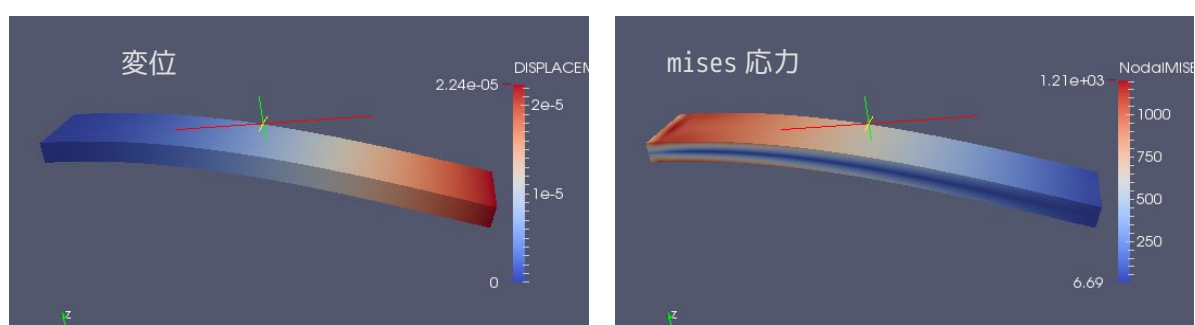 変位
DISPLACEM
2.24e-05
2e-5
1e-5
0
z
mises 応力
NodalMISE
1.21e+03
1000
750
500
250
6.69
z